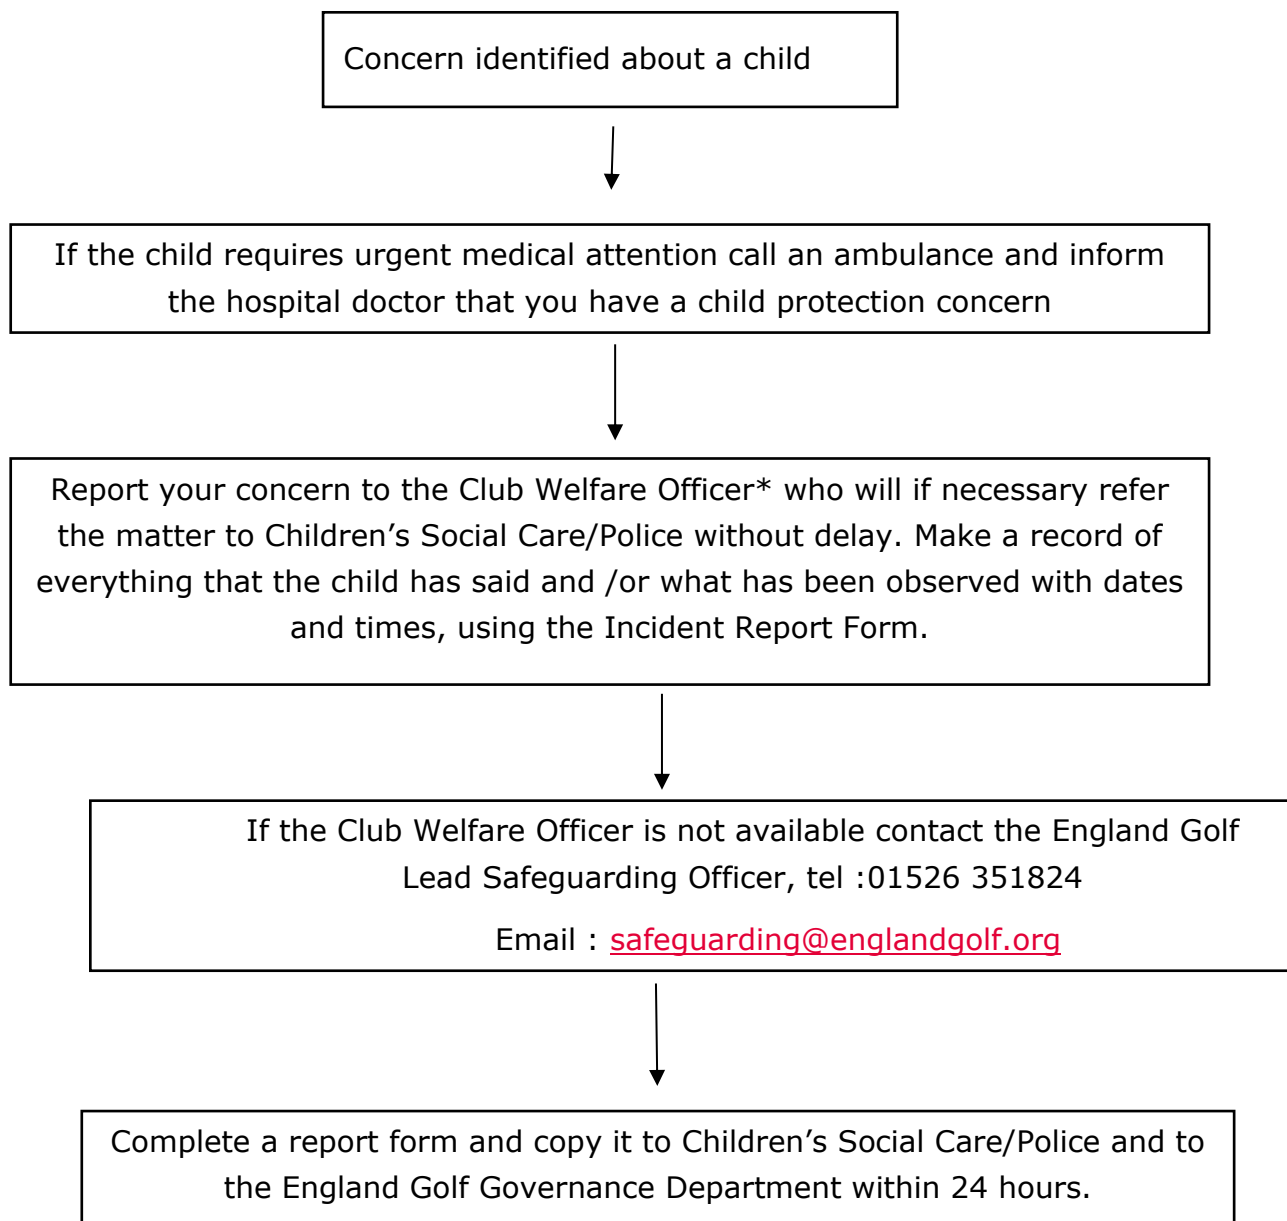 Concern identified about a child
If the child requires urgent medical attention call an ambulance and inform
the hospital doctor that you have a child protection concern
Report your concern to the Club Welfare Officer* who will if necessary refer
the matter to Children’s Social Care/Police without delay. Make a record of
everything that the child has said and /or what has been observed with dates
and times, using the Incident Report Form.
If the Club Welfare Officer is not available contact the England Golf
Lead Safeguarding Officer, tel :01526 351824
Email : safeguarding@englandgolf.org
Complete a report form and copy it to Children’s Social Care/Police and to
the England Golf Governance Department within 24 hours.